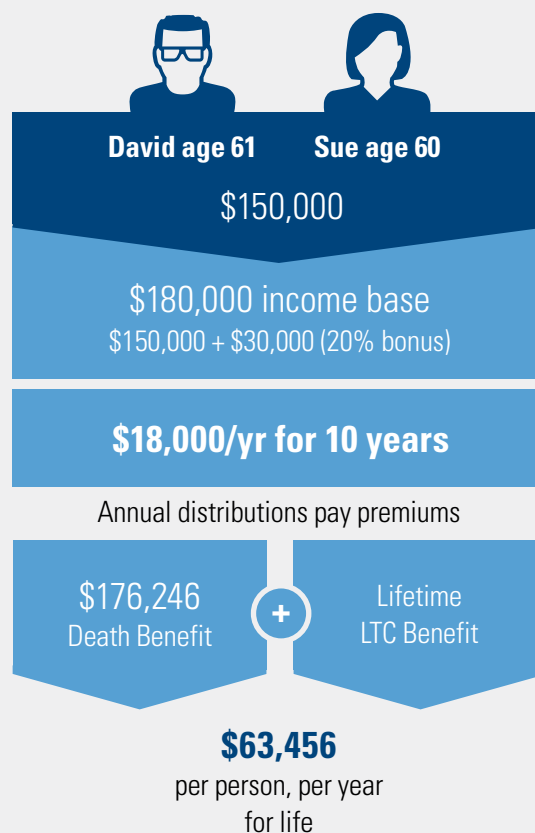 David age 61
Sue age 60
$150,000
$180,000 income base
$150,000 + $30,000 (20% bonus)
$18,000/yr for 10 years
Annual distributions pay premiums
$176,246
Death Benefit
+
Lifetime
LTC Benefit
$63,456
per person, per year
for life